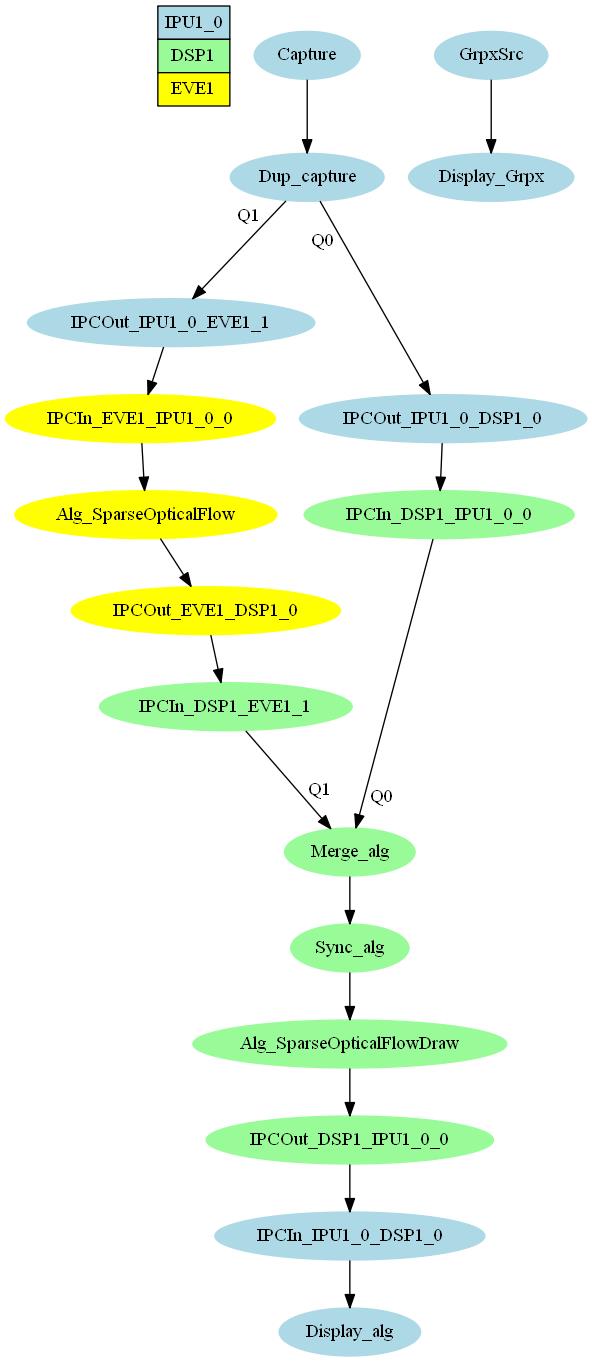 IPU1_0
DSP1
EVE1
Capture
GrpxSrc
Dup_capture
Display_Grpx
Q1
Q0
IPCOut_IPU1_0_EVE1_1
IPCIn_EVE1_IPU1_0_0
IPCOut_IPU1_0_DSP1_0
Alg_SparseOpticalFlow
IPCIn_DSP1_IPU1_0_0
IPCOut_EVE1_DSP1_0
IPCIn_DSP1_EVE1_1
Q1
Q0
Merge_alg
Sync_alg
Alg_SparseOpticalFlowDraw
IPCOut_DSP1_IPU1_0_0
IPCIn_IPU1_0_DSP1_0
Display_alg